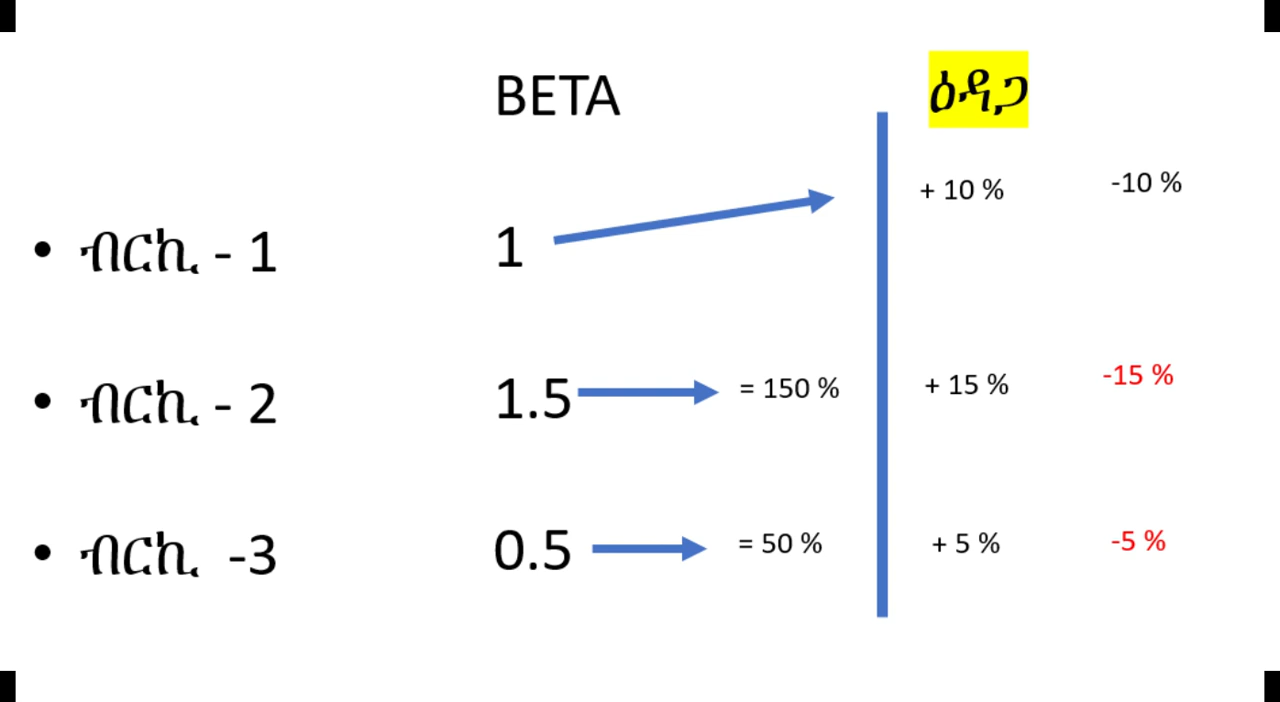 BETA ዕዳጋ
+ 10 % -10 %
• ብርኪ - 1 1
• ብርኪ - 2 1.5 = 150 % + 15 % -15 %
• ብርኪ -3 0.5 = 50 % + 5 % -5 %